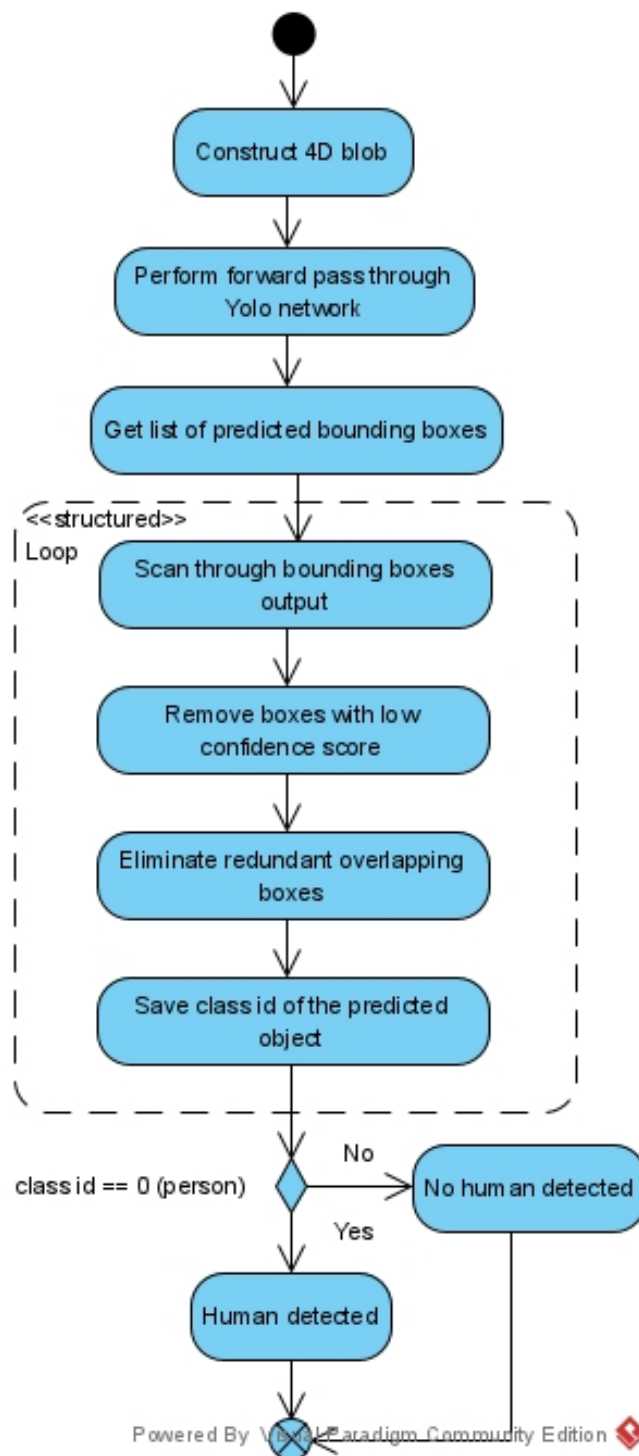 Construct 4D blob
Perform forward pass through
Yolo network
Get list of predicted bounding boxes
<<structured>>
Loop
Scan through bounding boxes
output
Remove boxes with low
confidence score
Eliminate redundant overlapping
boxes
Save class id of the predicted
object
class id == 0 (person)
No
No human detected
Yes
Human detected
Powered By Visual Paradigm Community Edition